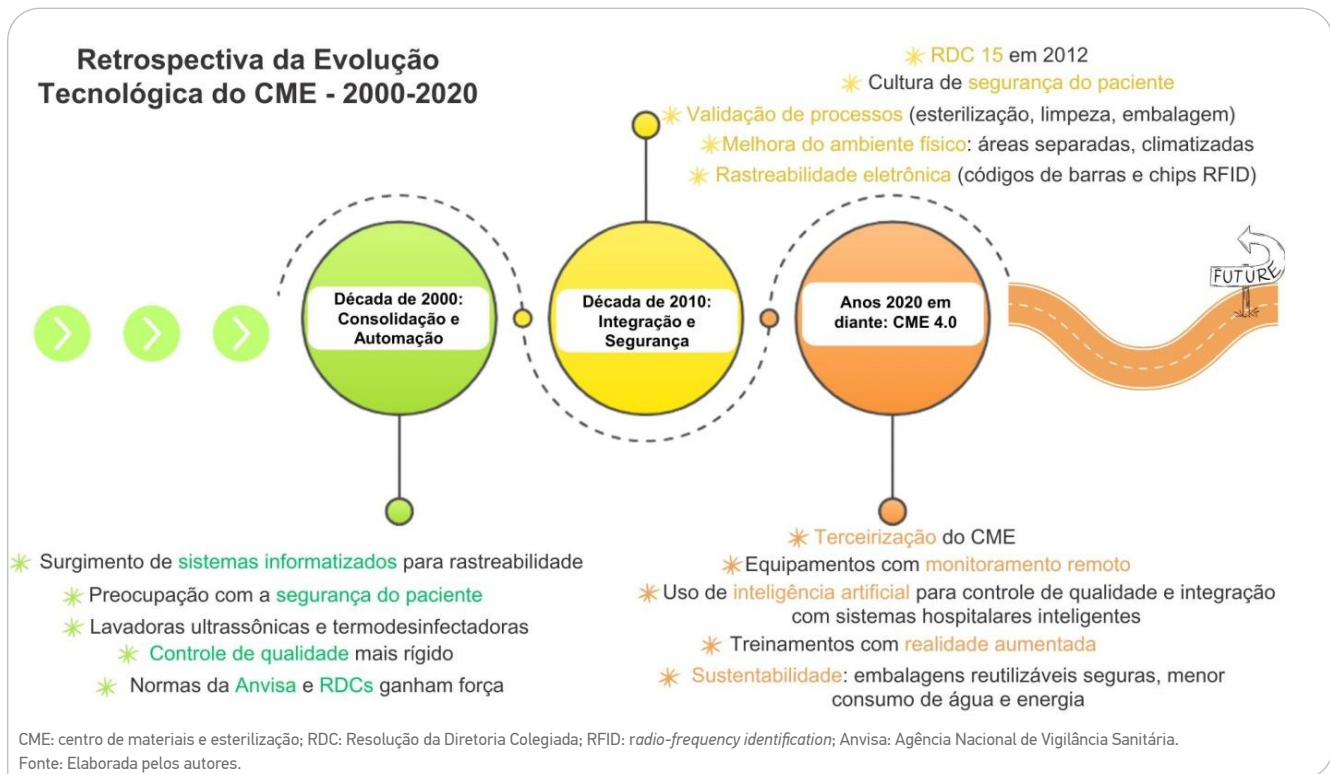 Retrospectiva da Evolução
Tecnológica do CME - 2000-2020
RDC 15 em 2012
Cultura de segurança do paciente
Validação de processos (esterilização, limpeza, embalagem)
Melhora do ambiente físico: áreas separadas, climatizadas
Rastreabilidade eletrônica (códigos de barras e chips RFID)
Década de 2000:
Consolidação e
Automação
Década de 2010:
Integração e
Segurança
Anos 2020 em
diante: CME 4.0
FUTURE
Surgimento de sistemas informatizados para rastreabilidade
Preocupação com a segurança do paciente
Lavadoras ultrassônicas e termodesinfectadoras
Controle de qualidade mais rígido
Normas da Anvisa e RDCs ganham força
Terceirização do CME
Equipamentos com monitoramento remoto
Uso de inteligência artificial para controle de qualidade e integração
com sistemas hospitalares inteligentes
Treinamentos com realidade aumentada
Sustentabilidade: embalagens reutilizáveis seguras, menor
consumo de água e energia
CME: centro de materiais e esterilização; RDC: Resolução da Diretoria Colegiada; RFID: radio-frequency identification; Anvisa: Agência Nacional de Vigilância Sanitária.
Fonte: Elaborada pelos autores.